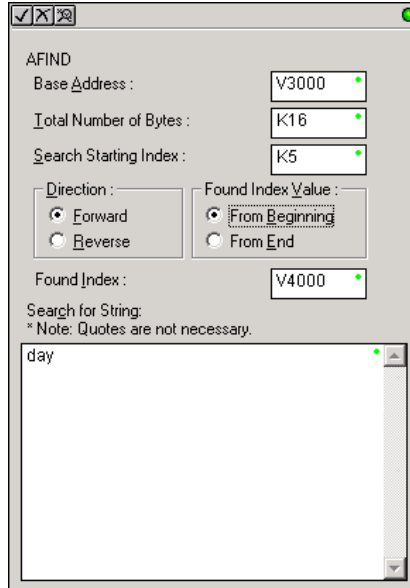 AFIND
Base Address : V3000
Total Number of Bytes : K16
Search Starting Index : K5
Direction : Found Index Value :
Forward From Beginning
Reverse From End
Found Index : V4000
Search for String:
* Note: Quotes are not necessary.
day